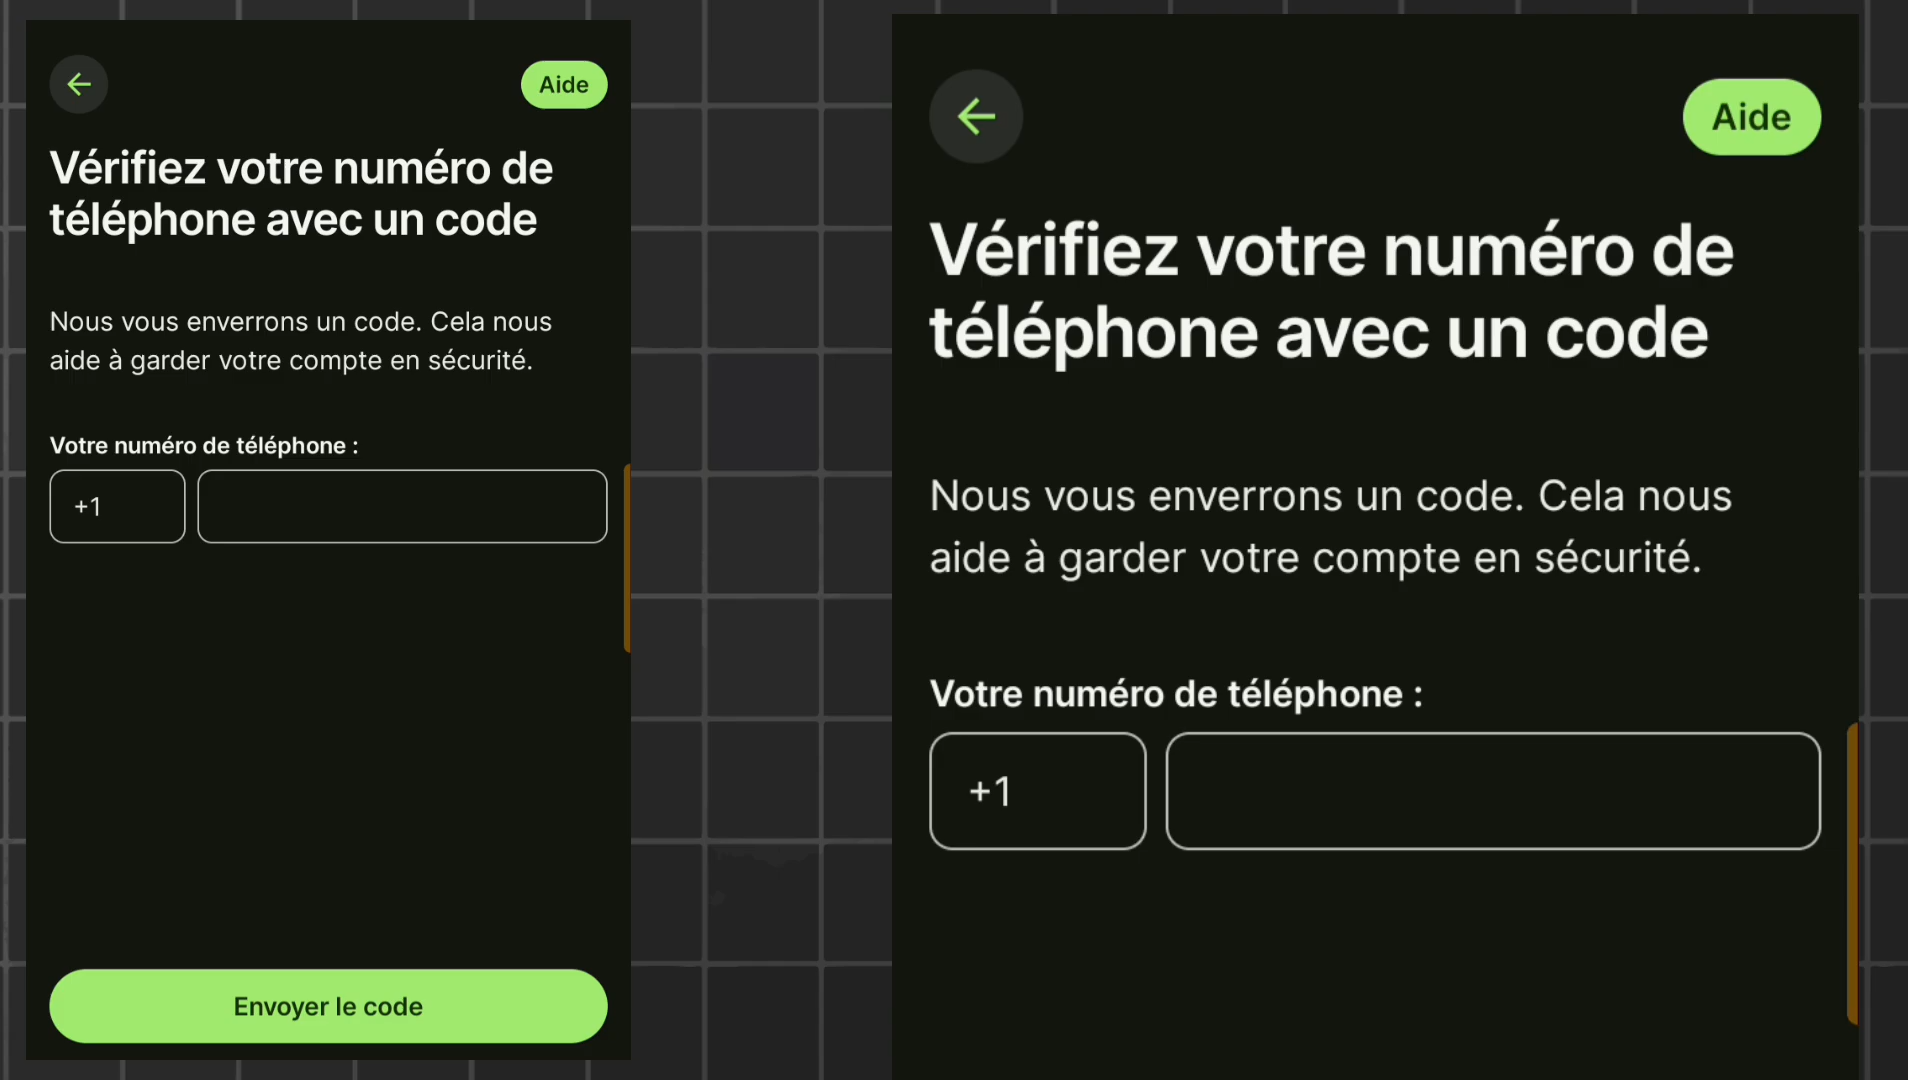 Aide
Vérifiez votre numéro de
téléphone avec un code
Nous vous enverrons un code. Cela nous
aide à garder votre compte en sécurité.
Votre numéro de téléphone :
+1
Envoyer le code
Aide
Vérifiez votre numéro de
téléphone avec un code
Nous vous enverrons un code. Cela nous
aide à garder votre compte en sécurité.
Votre numéro de téléphone :
+1